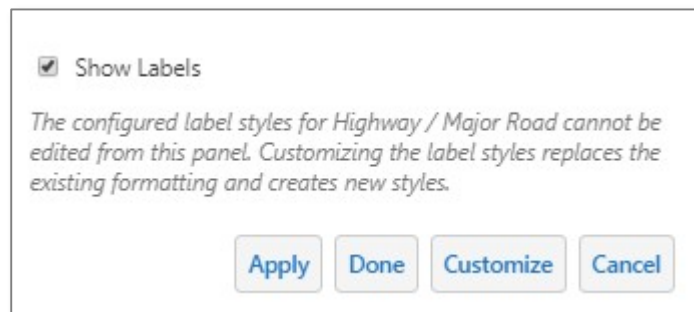 Show Labels
The configured label styles for Highway / Major Road cannot be
edited from this panel. Customizing the label styles replaces the
existing formatting and creates new styles.
Apply Done Customize Cancel